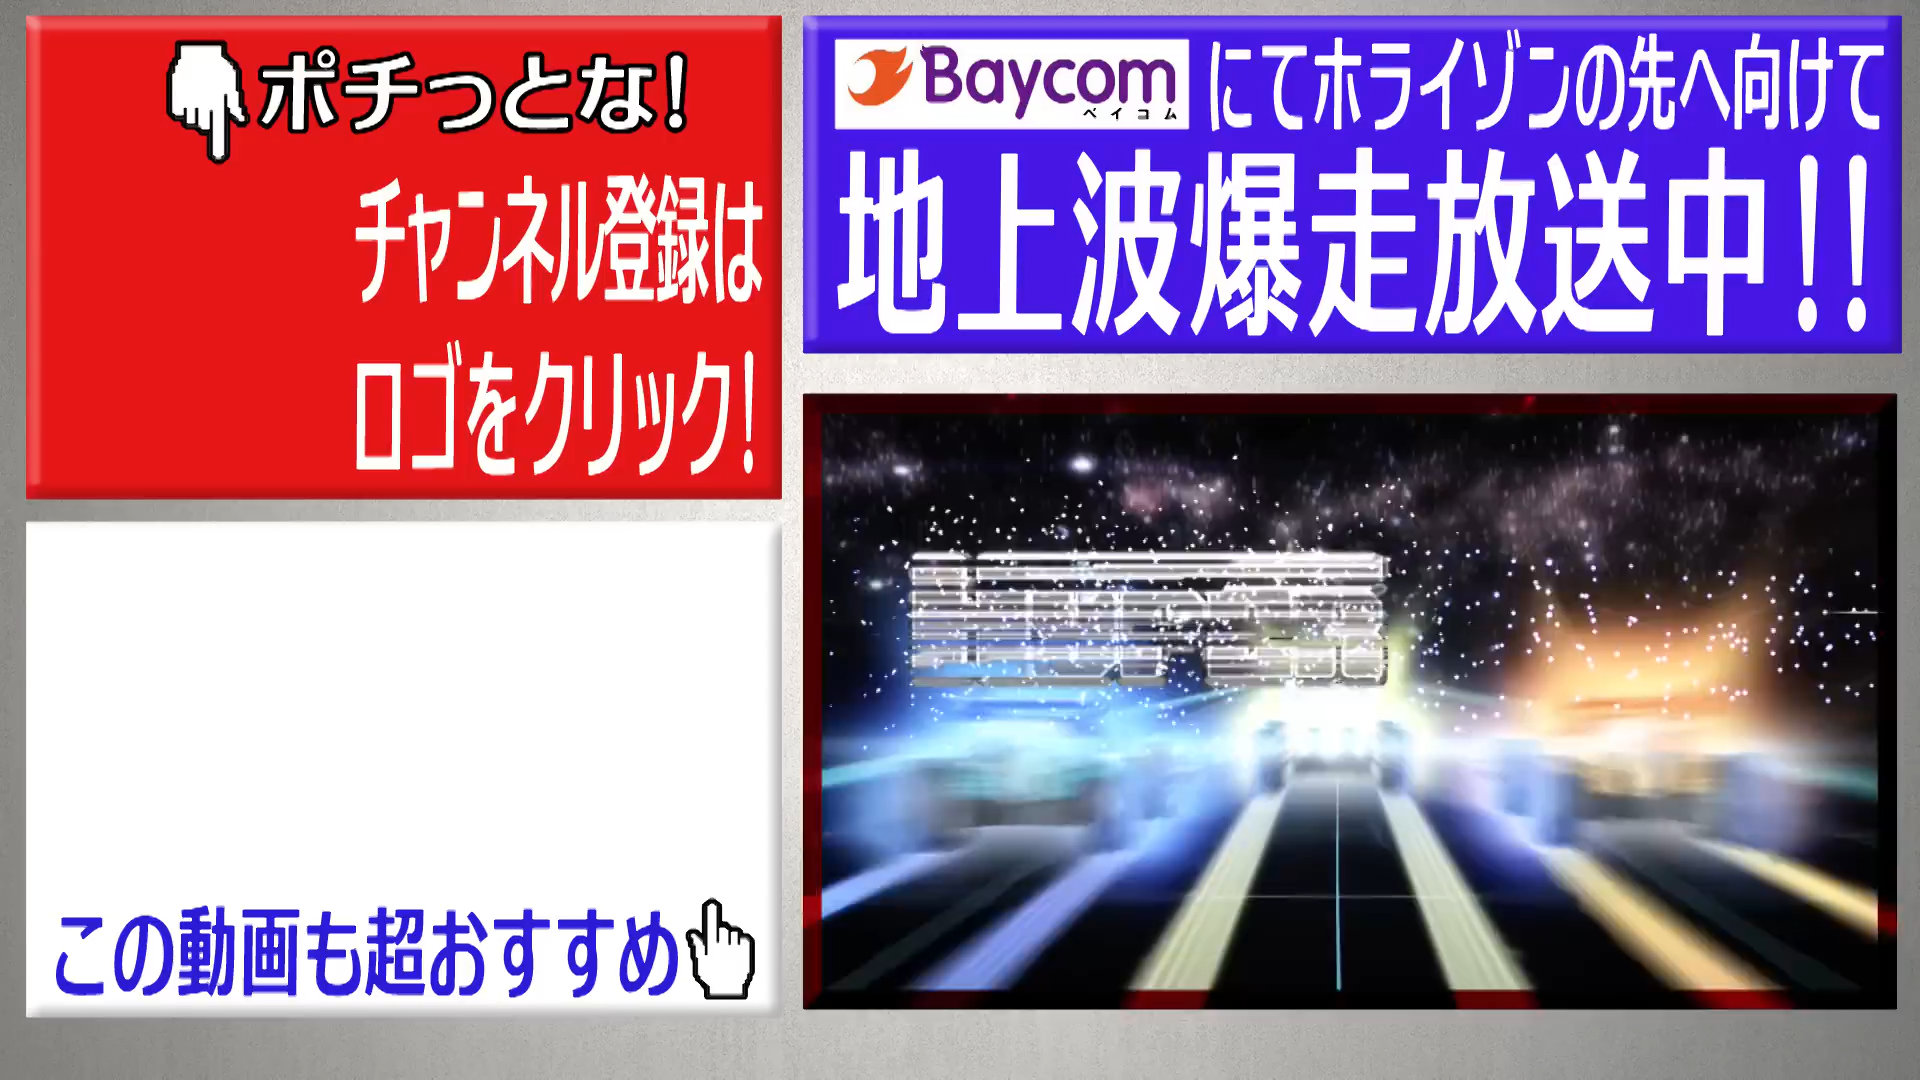 ポチっとな!
チャンネル登録は
ロゴをクリック!
Baycom
ベイコム
にてホライゾンの先へ向けて
地上波爆走放送中!!
この動画も超おすすめ